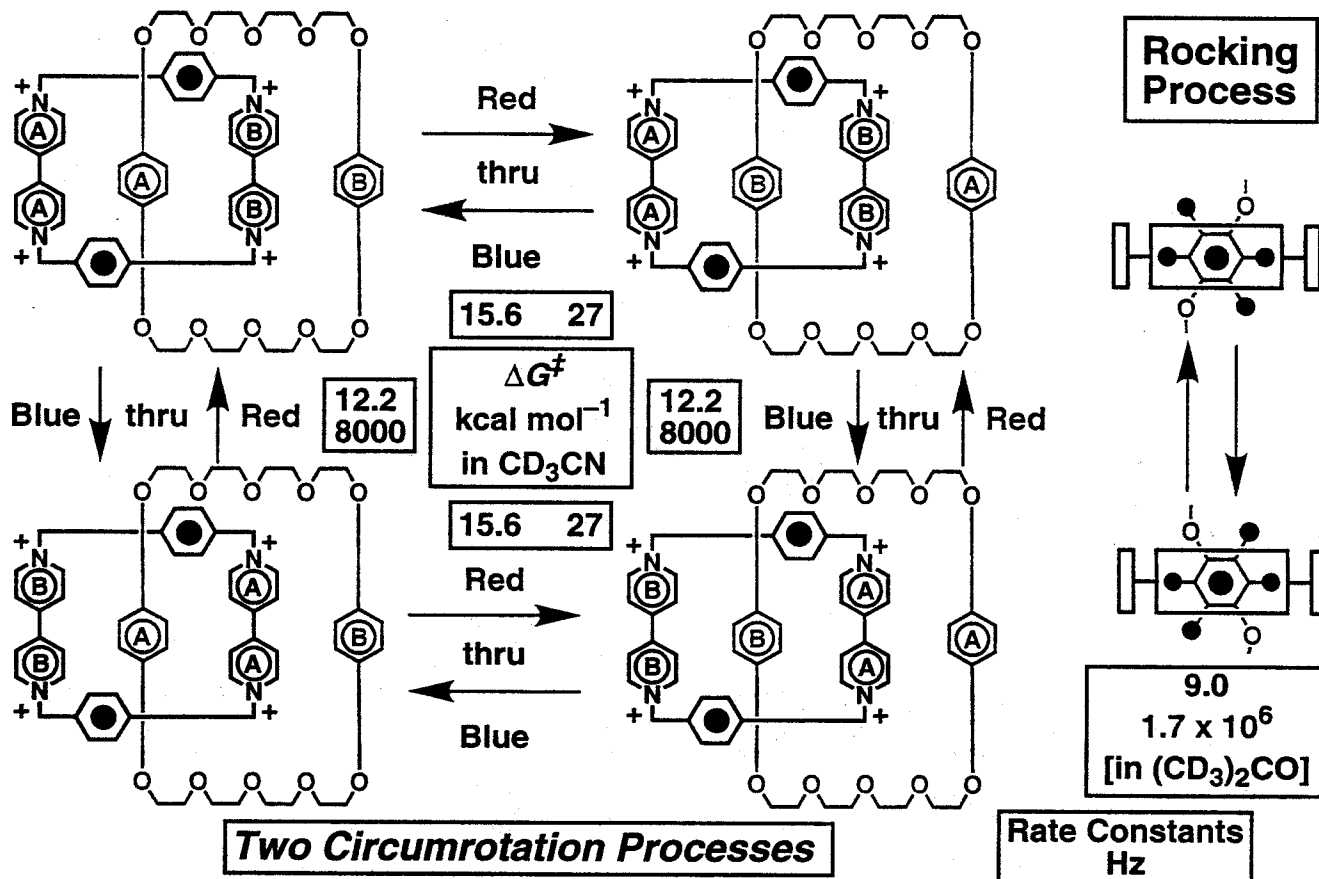 O O O O O
O O O O O
Rocking
Process
+ +
N N
A B
A B
A B
N N
+ +
Red
thru
Blue
+ +
N N
A B
B A
A B
N N
+ +
O O O O O
O O O O O
O
O
15.6 27
ΔG‡
kcal mol⁻¹
in CD₃CN
12.2
8000
12.2
8000
15.6 27
Blue thru Red
Blue thru Red
O O O O O
O O O O O
+ +
N N
B A
A B
B A
N N
+ +
Red
thru
Blue
+ +
N N
B A
B A
B A
N N
+ +
O O O O O
O O O O O
O
O
9.0
1.7 x 10⁶
[in (CD₃)₂CO]
Two Circumrotation Processes
Rate Constants
Hz